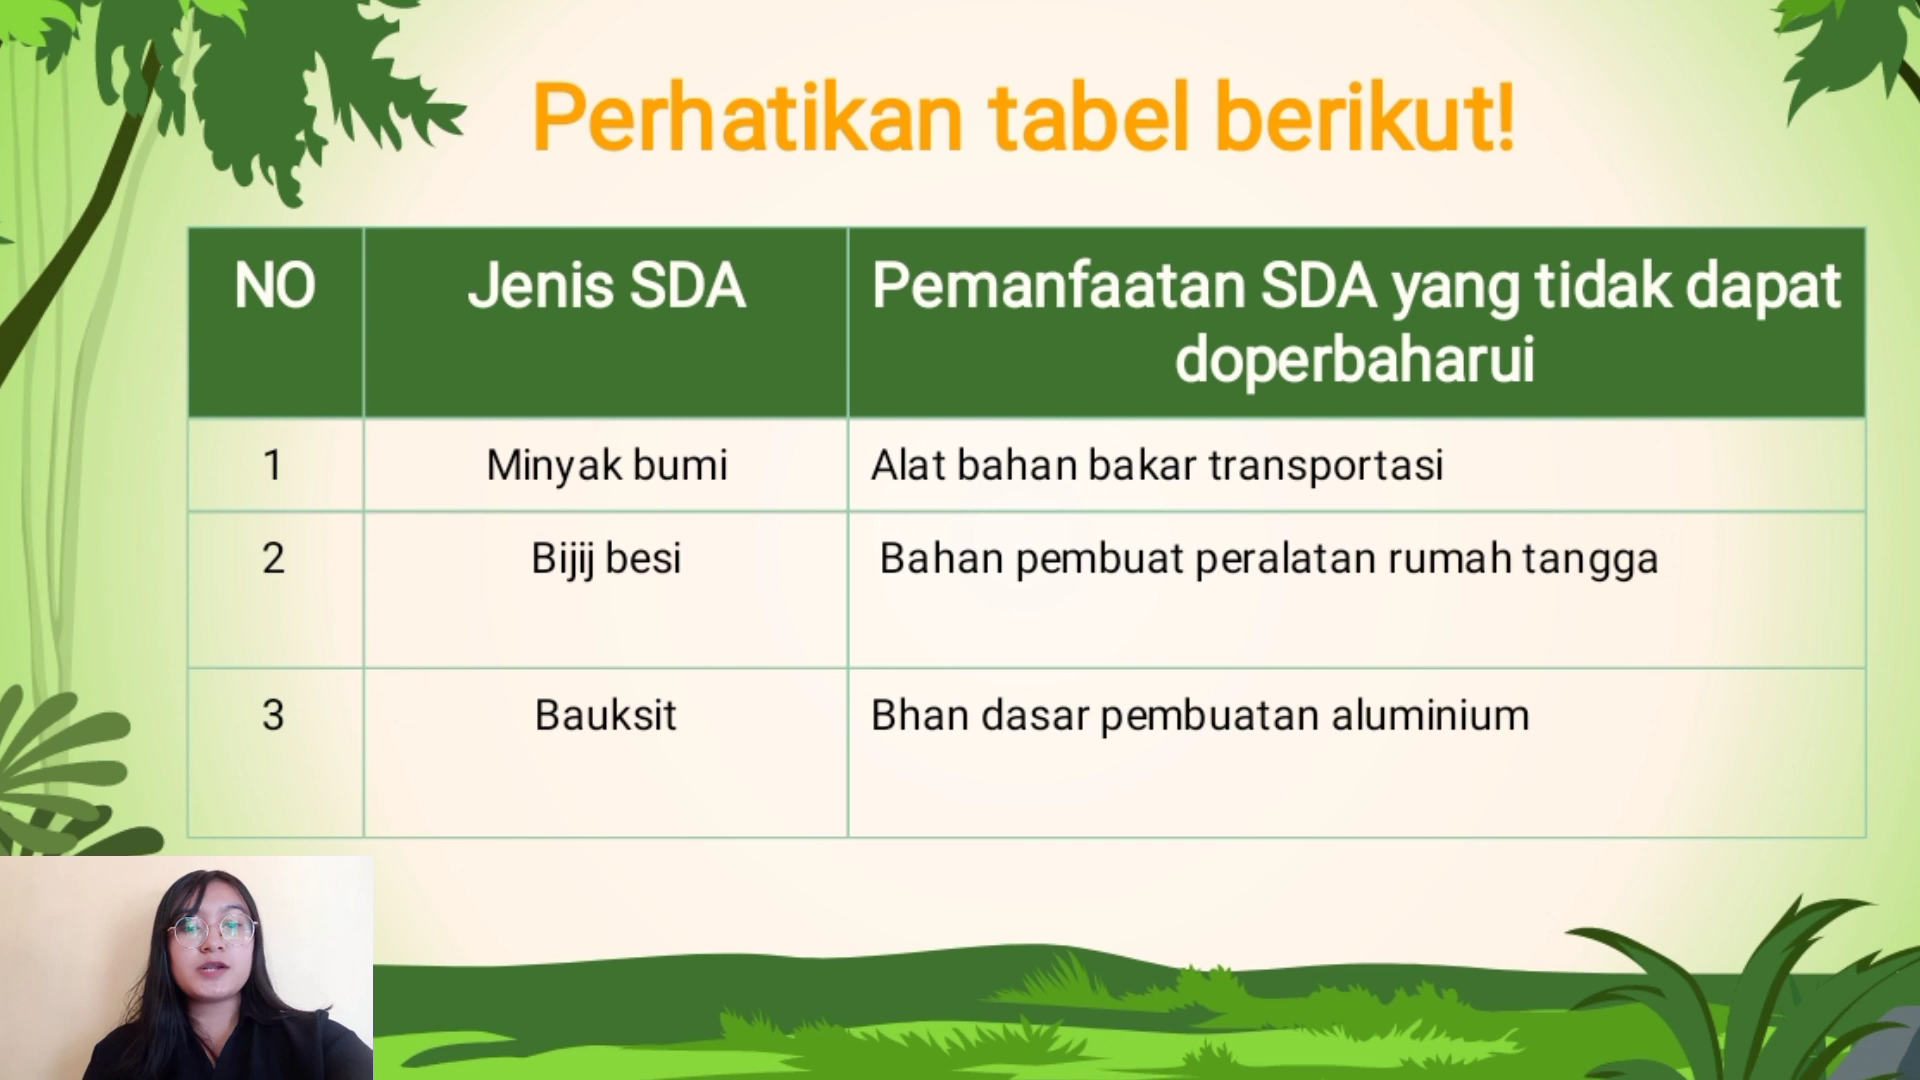 Perhatikan tabel berikut!
NO
Jenis SDA
Pemanfaatan SDA yang tidak dapat
doperbaharui
1
Minyak bumi
Alat bahan bakar transportasi
2
Bijij besi
Bahan pembuat peralatan rumah tangga
3
Bauksit
Bhan dasar pembuatan aluminium